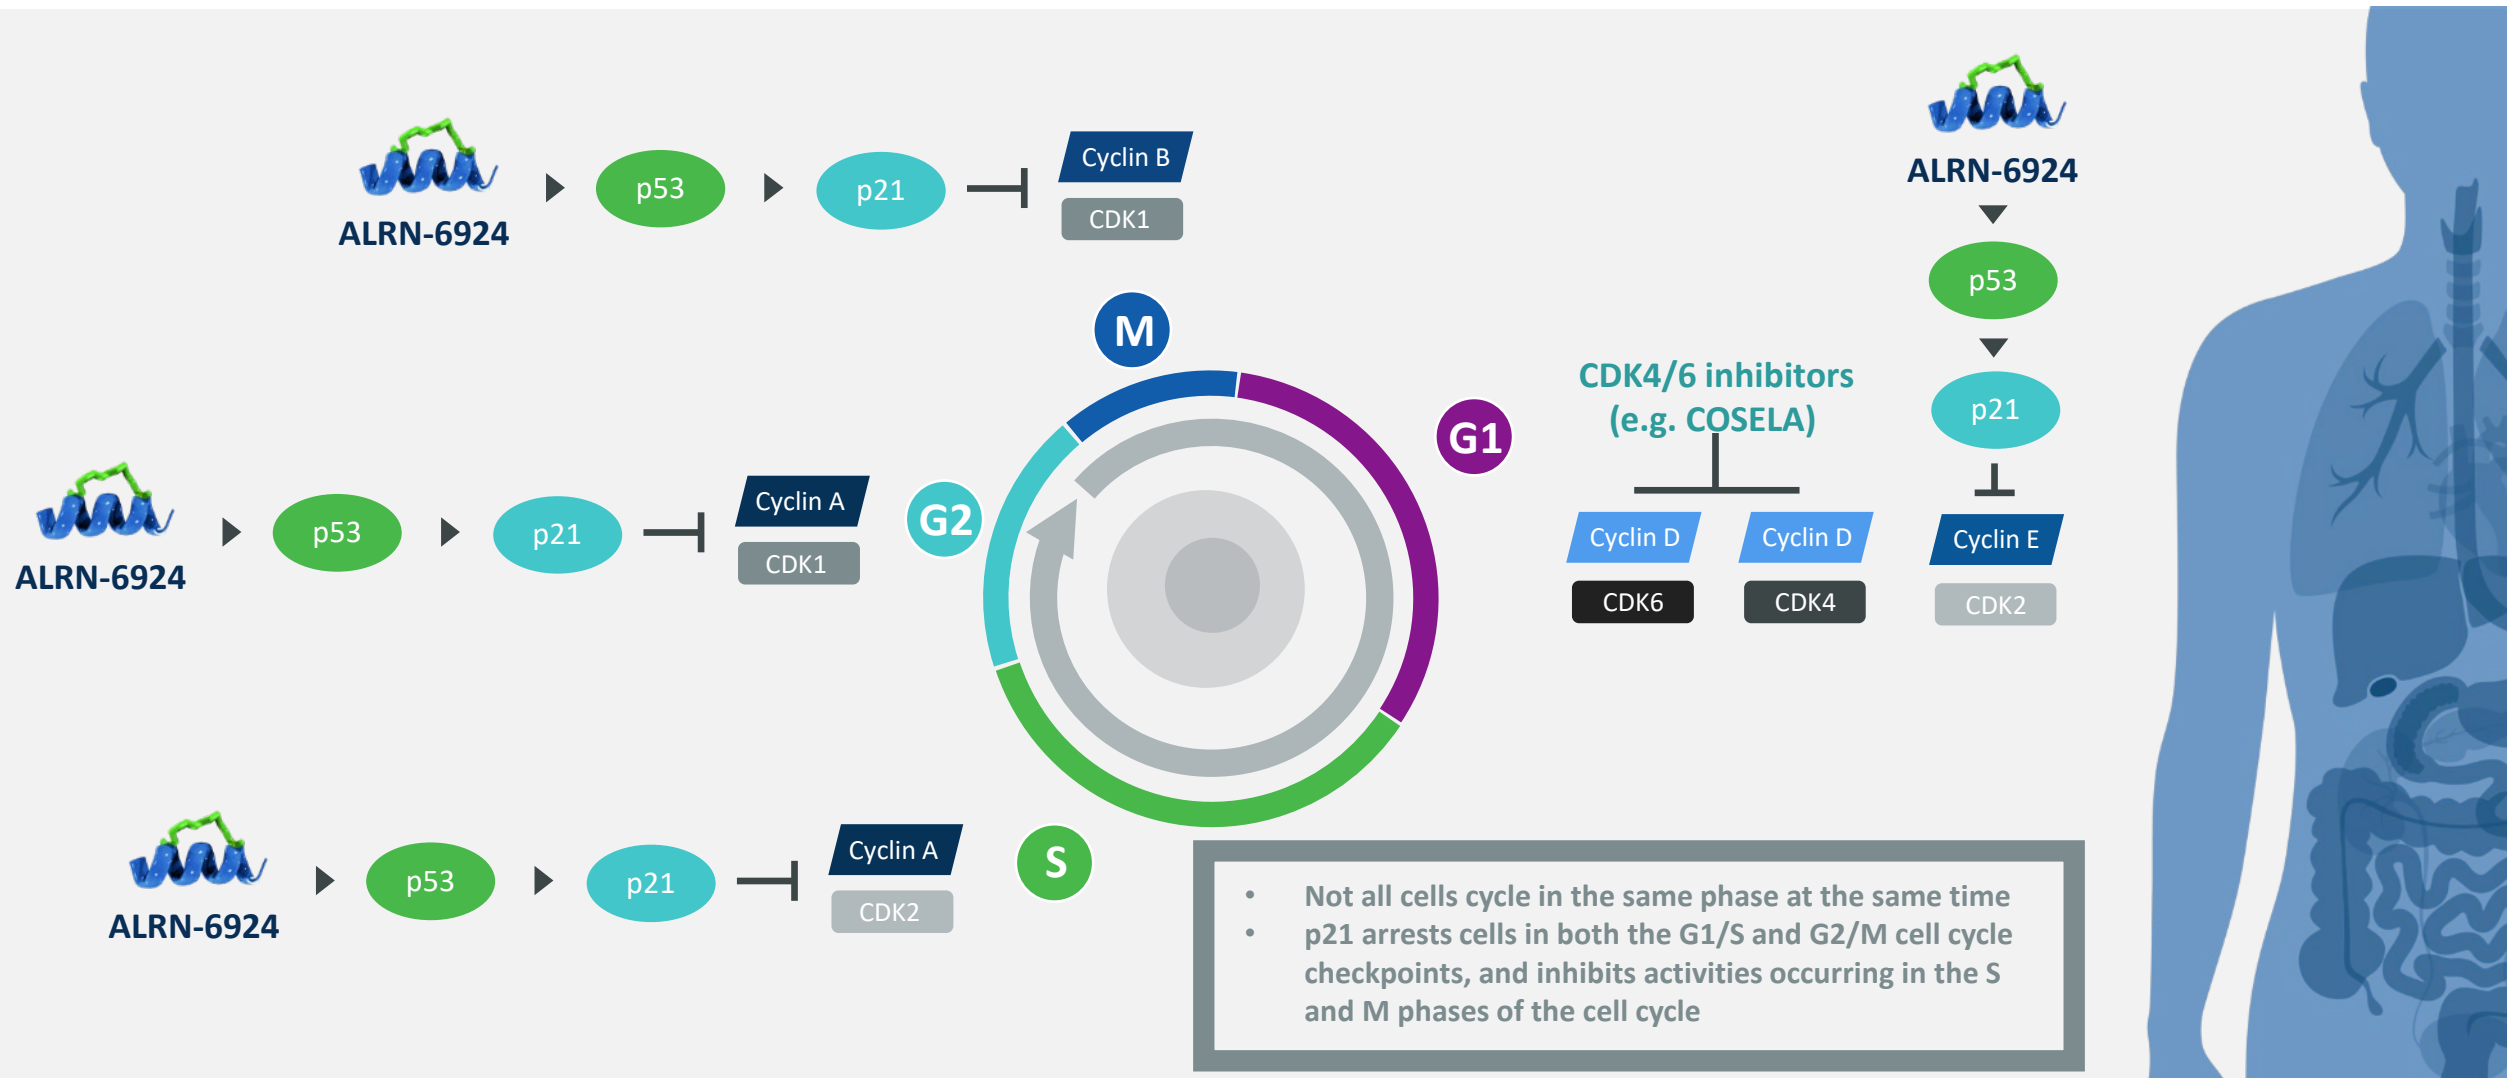 ALRN-6924
p53
p21
Cyclin B
CDK1
ALRN-6924
p53
p21
Cyclin A
CDK1
ALRN-6924
p53
p21
Cyclin A
CDK2
M
G1
G2
S
CDK4/6 inhibitors
(e.g. COSELA)
Cyclin D
CDK6
Cyclin D
CDK4
ALRN-6924
p53
p21
Cyclin E
CDK2
• Not all cells cycle in the same phase at the same time
• p21 arrests cells in both the G1/S and G2/M cell cycle
checkpoints, and inhibits activities occurring in the S
and M phases of the cell cycle